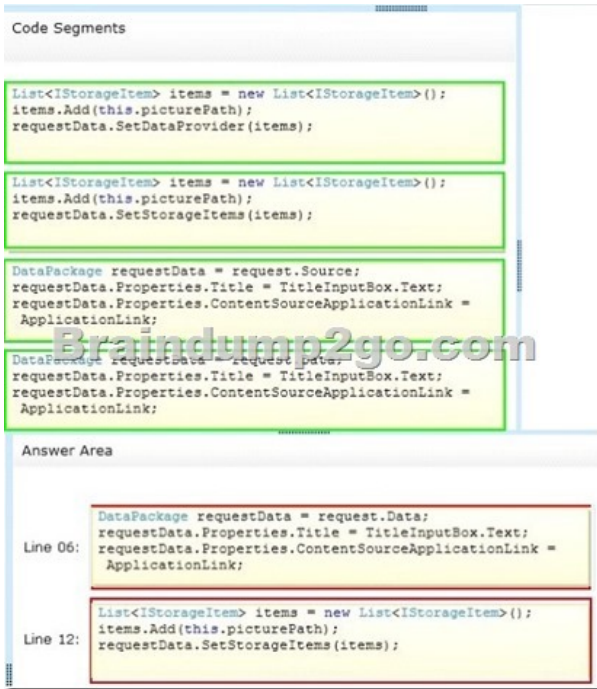 Code Segments
List<IStorageItem> items = new List<IStorageItem>();
items.Add(this.picturePath);
requestData.SetDataProvider(items);
List<IStorageItem> items = new List<IStorageItem>();
items.Add(this.picturePath);
requestData.SetStorageItems(items);
DataPackage requestData = request.Source;
requestData.Properties.Title = TitleInputBox.Text;
requestData.Properties.ContentSourceApplicationLink =
ApplicationLink;
Braindump2go.com
DataPackage requestData = request.Data;
requestData.Properties.Title = TitleInputBox.Text;
requestData.Properties.ContentSourceApplicationLink =
ApplicationLink;
Answer Area
Line 06:
DataPackage requestData = request.Data;
requestData.Properties.Title = TitleInputBox.Text;
requestData.Properties.ContentSourceApplicationLink =
ApplicationLink;
Line 12:
List<IStorageItem> items = new List<IStorageItem>();
items.Add(this.picturePath);
requestData.SetStorageItems(items);